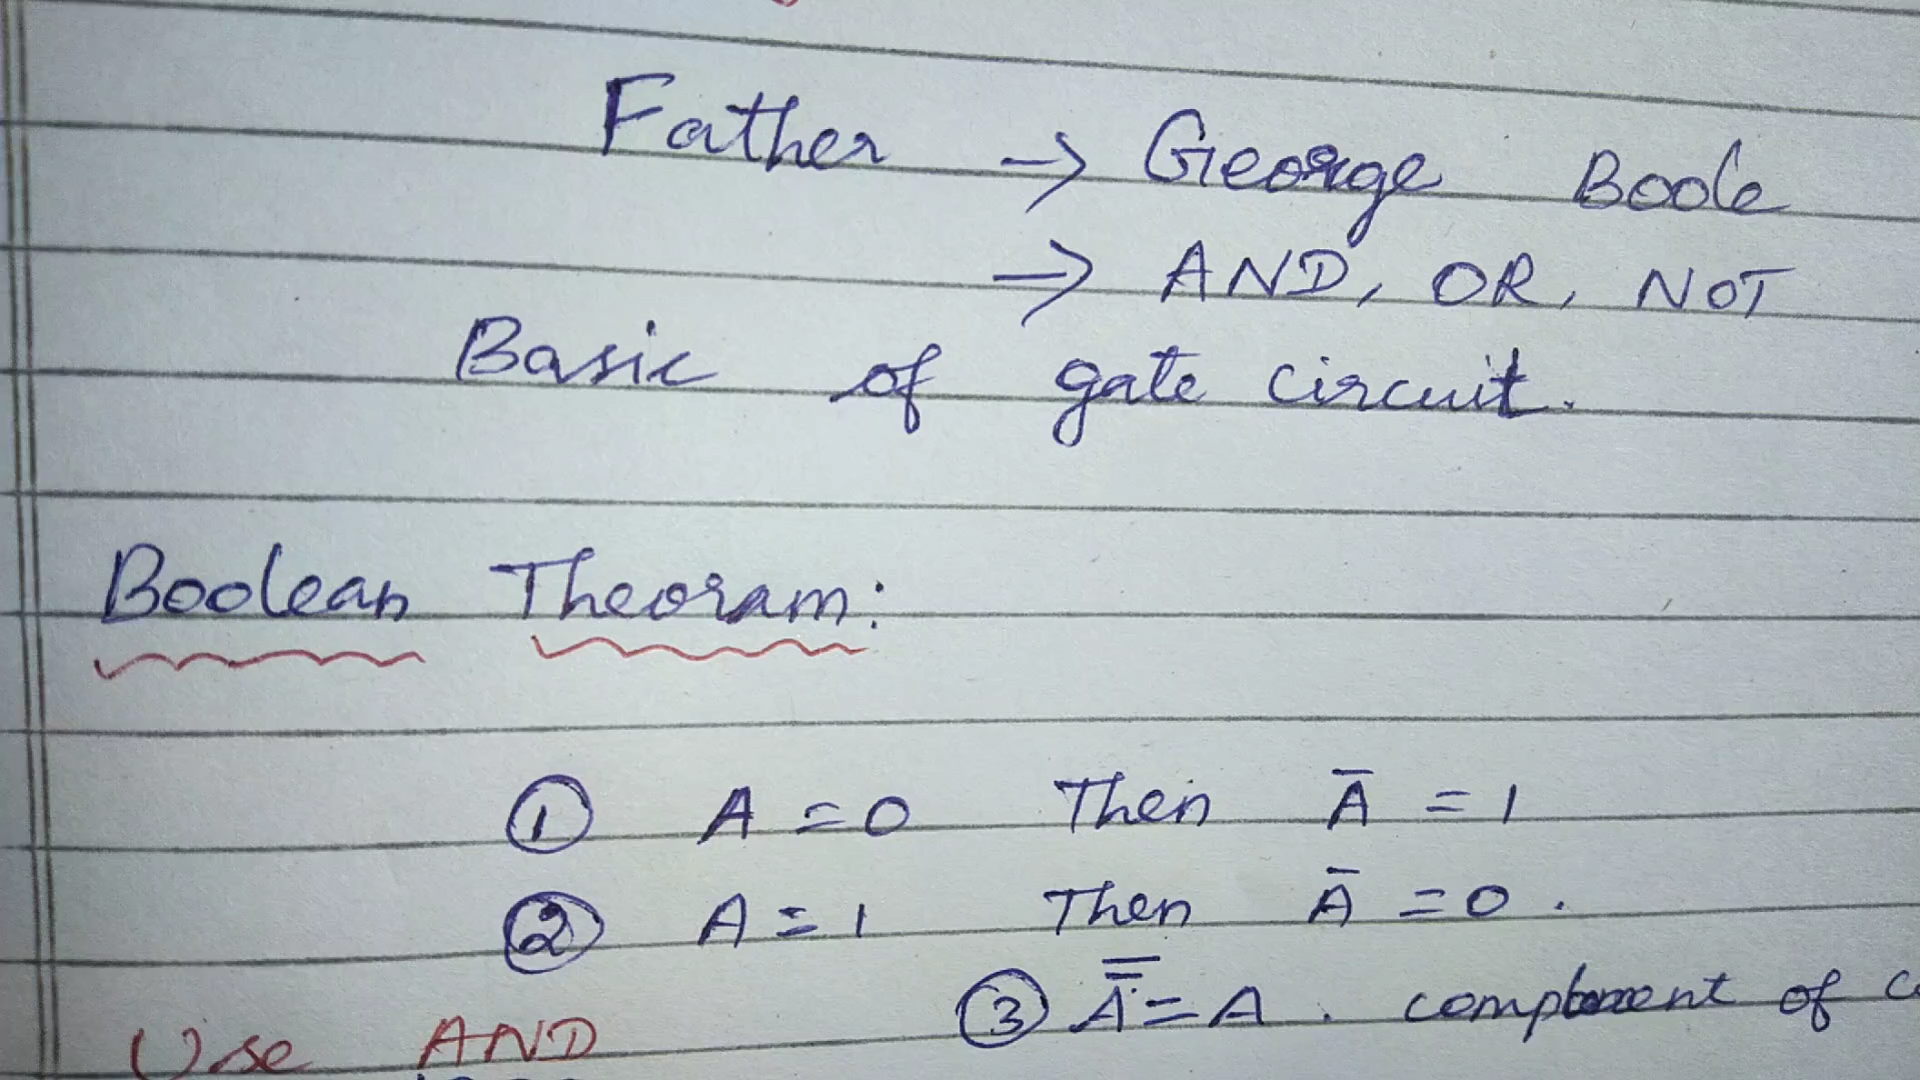 Father → George Boole
→ AND, OR, NOT
Basic of gate circuit.
Boolean Theoram:
① A = 0 Then A̅ = 1
② A = 1 Then A̅ = 0.
③ A̿ = A. complement of
Use AND